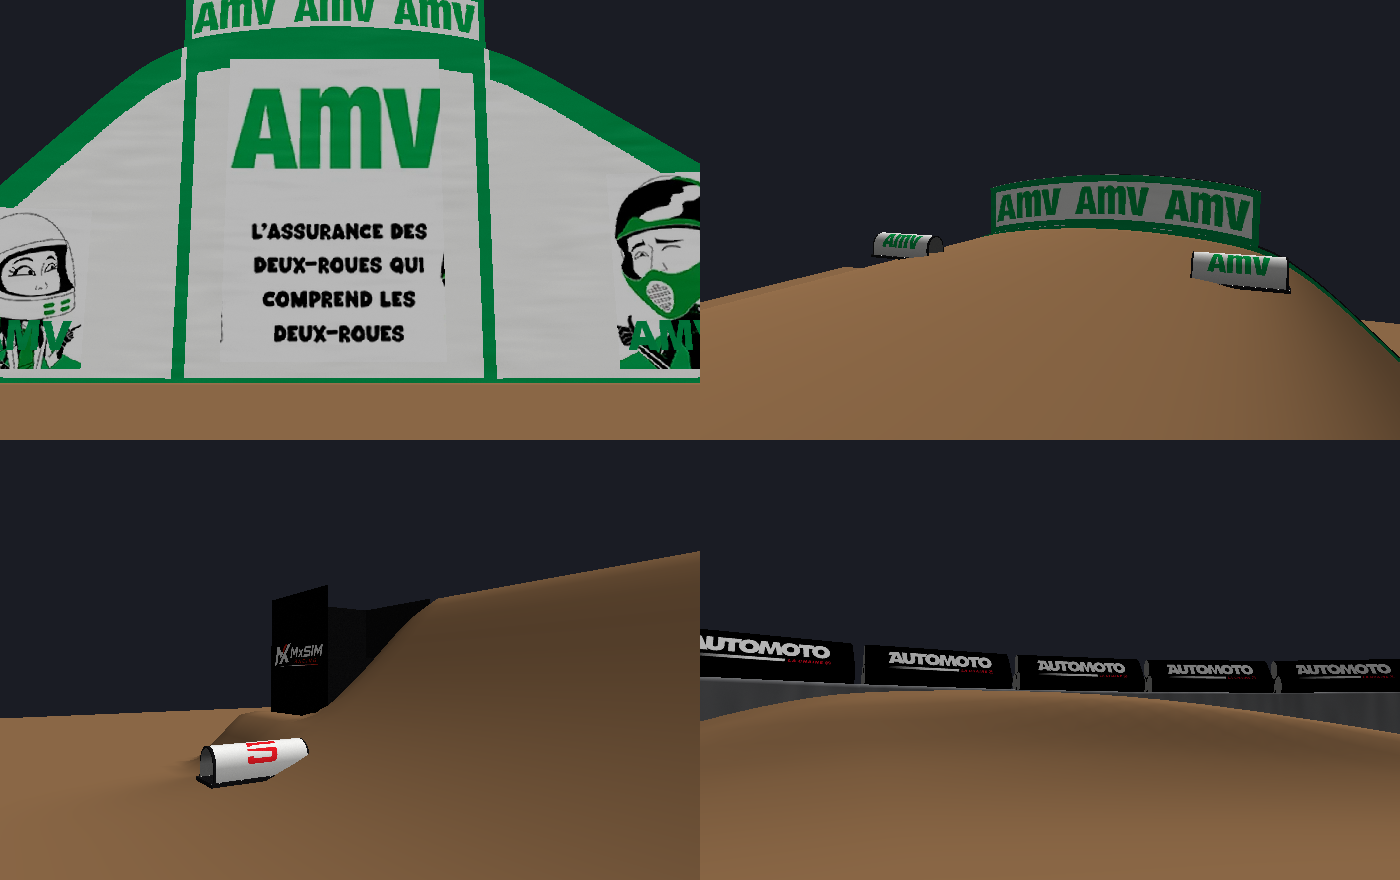 AMV AMV AMV
AMV
L'ASSURANCE DES
DEUX-ROUES QUI
COMPREND LES
DEUX-ROUES
AMV
AMV
AMV AMV AMV
AMV
AMV
MXSIM
AUTOMOTO
AUTOMOTO
AUTOMOTO
AUTOMOTO
AUTOMOTO